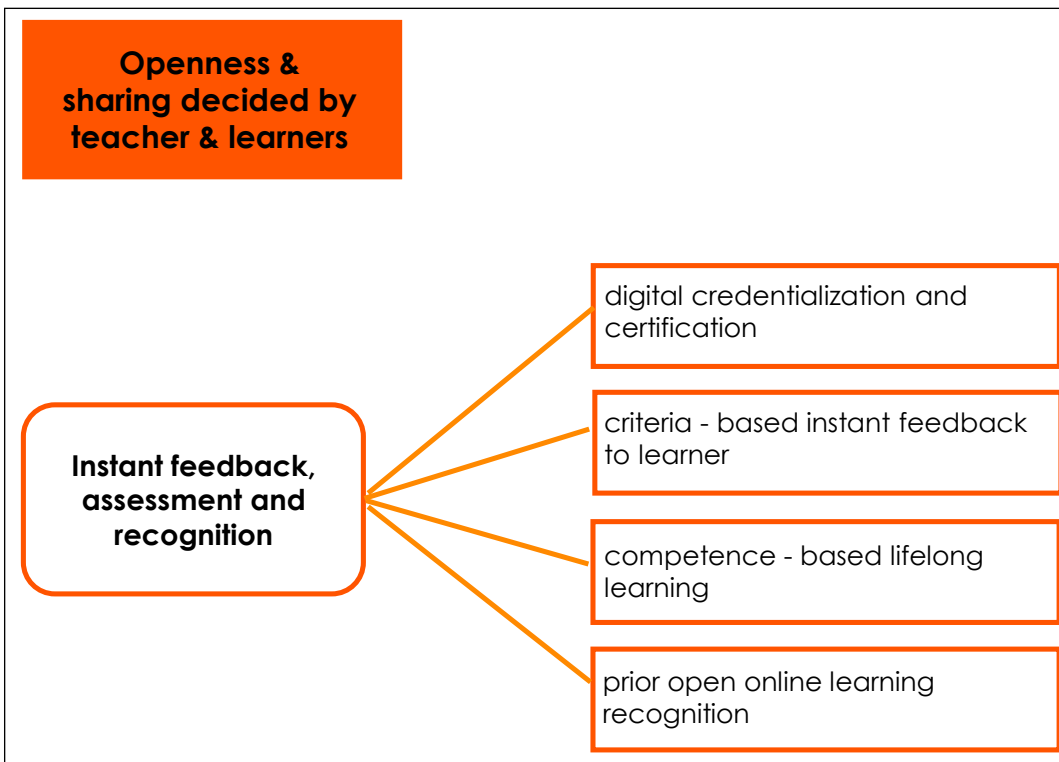 Openness &
sharing decided by
teacher & learners
Instant feedback,
assessment and
recognition
digital credentialization and
certification
criteria - based instant feedback
to learner
competence - based lifelong
learning
prior open online learning
recognition